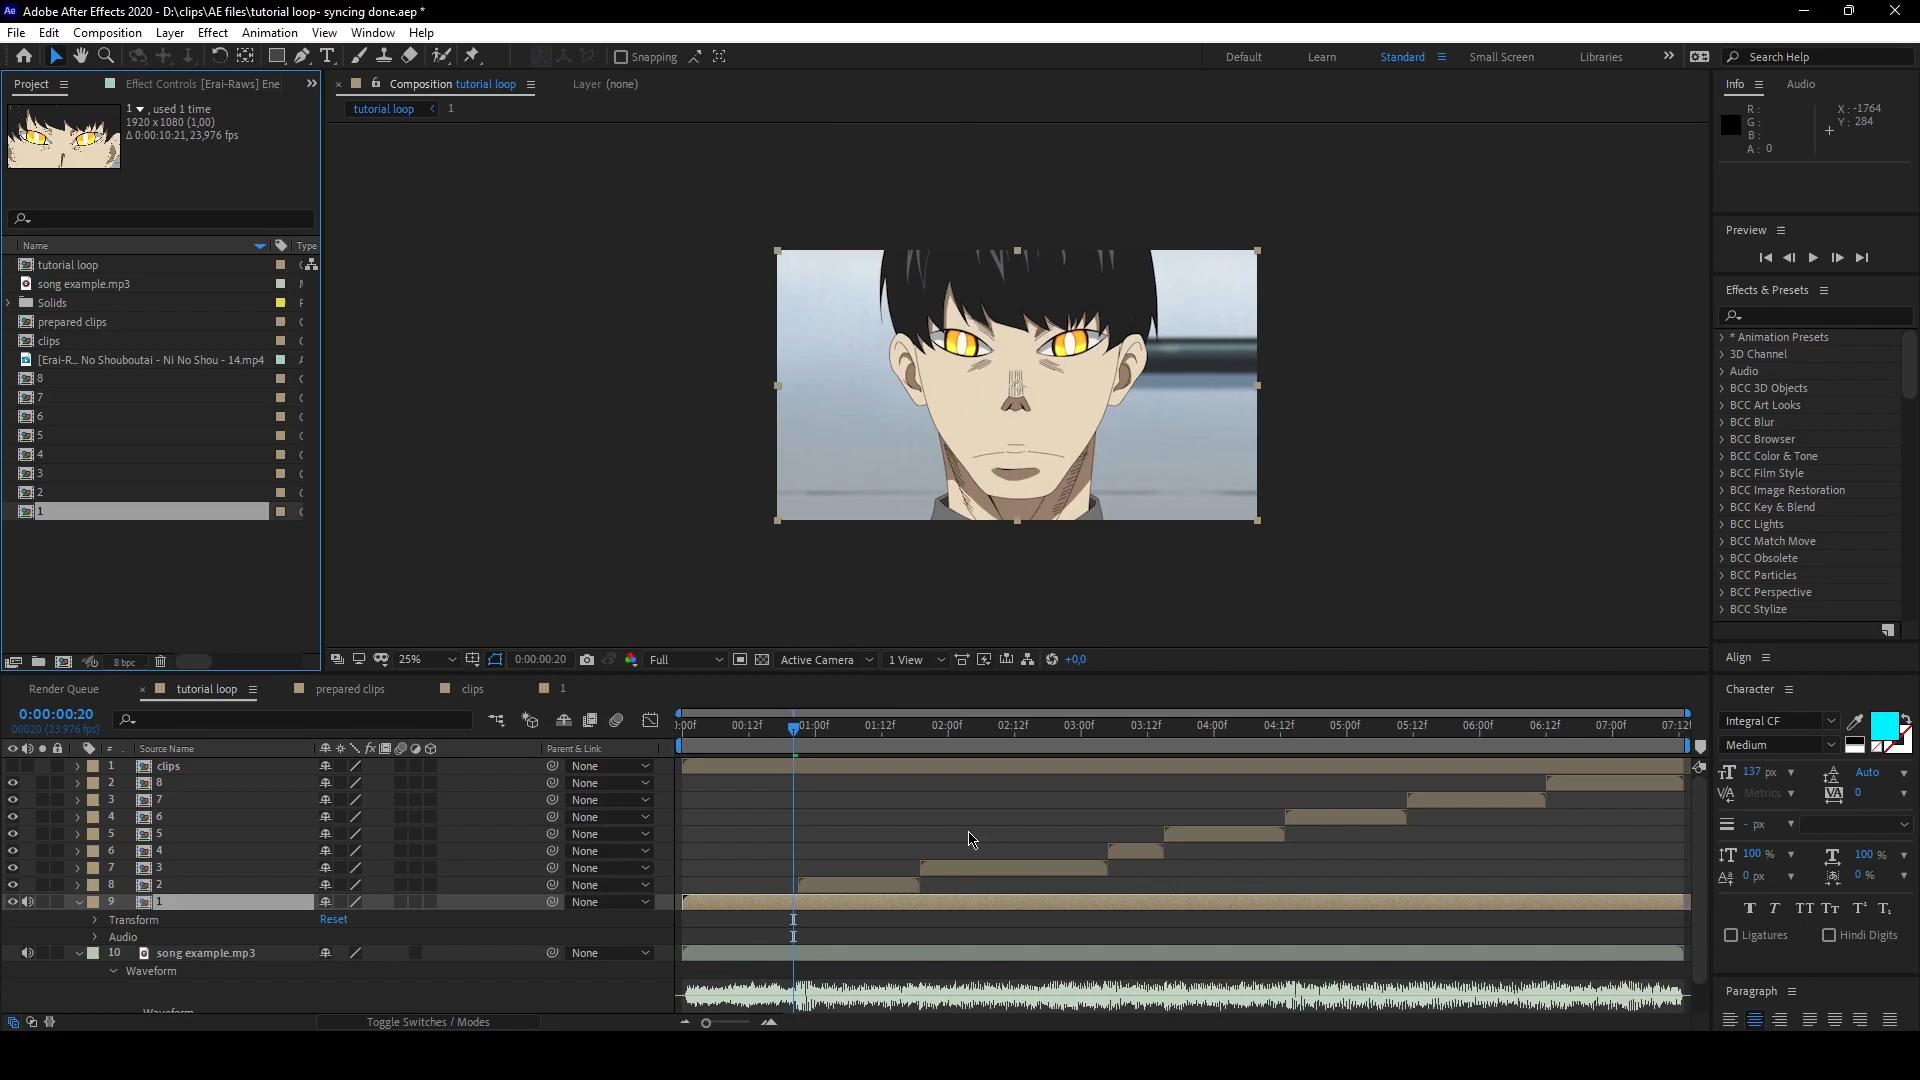 Adobe After Effects 2020 - D:\clips\AE files\tutorial loop- syncing done.aep *
File Edit Composition Layer Effect Animation View Window Help
Snapping
Default Learn Standard Small Screen Libraries Search Help
Project Effect Controls [Erai-Raws] Ene
Composition tutorial loop Layer (none)
Info Audio
tutorial loop 1
1 , used 1 time
1920 x 1080 (1,00)
Δ 0:00:10:21, 23,976 fps
R :
G :
B :
A : 0
X : -1764
Y : 284
Preview
Name Type
tutorial loop
song example.mp3
Solids
prepared clips
clips
[Erai-R... No Shouboutai - Ni No Shou - 14.mp4
8
7
6
5
4
3
2
1
8 bpc
Effects & Presets
* Animation Presets
3D Channel
Audio
BCC 3D Objects
BCC Art Looks
BCC Blur
BCC Browser
BCC Color & Tone
BCC Film Style
BCC Image Restoration
BCC Key & Blend
BCC Lights
BCC Match Move
BCC Obsolete
BCC Particles
BCC Perspective
BCC Stylize
25% 0:00:00:20 Full Active Camera 1 View +0,0
Align
Render Queue tutorial loop prepared clips clips 1
0:00:00:20
00020 (23.976 fps)
00:12f 01:00f 01:12f 02:00f 02:12f 03:00f 03:12f 04:00f 04:12f 05:00f 05:12f 06:00f 06:12f 07:00f
# Source Name Parent & Link
1 clips None
2 8 None
3 7 None
4 6 None
5 5 None
6 4 None
7 3 None
8 2 None
9 1 None
Transform Reset
Audio
10 song example.mp3 None
Waveform
Toggle Switches / Modes
Character
Integral CF
Medium
137 px Auto
Metrics 0
- px
100 % 100 %
0 px 0 %
Ligatures Hindi Digits
Paragraph